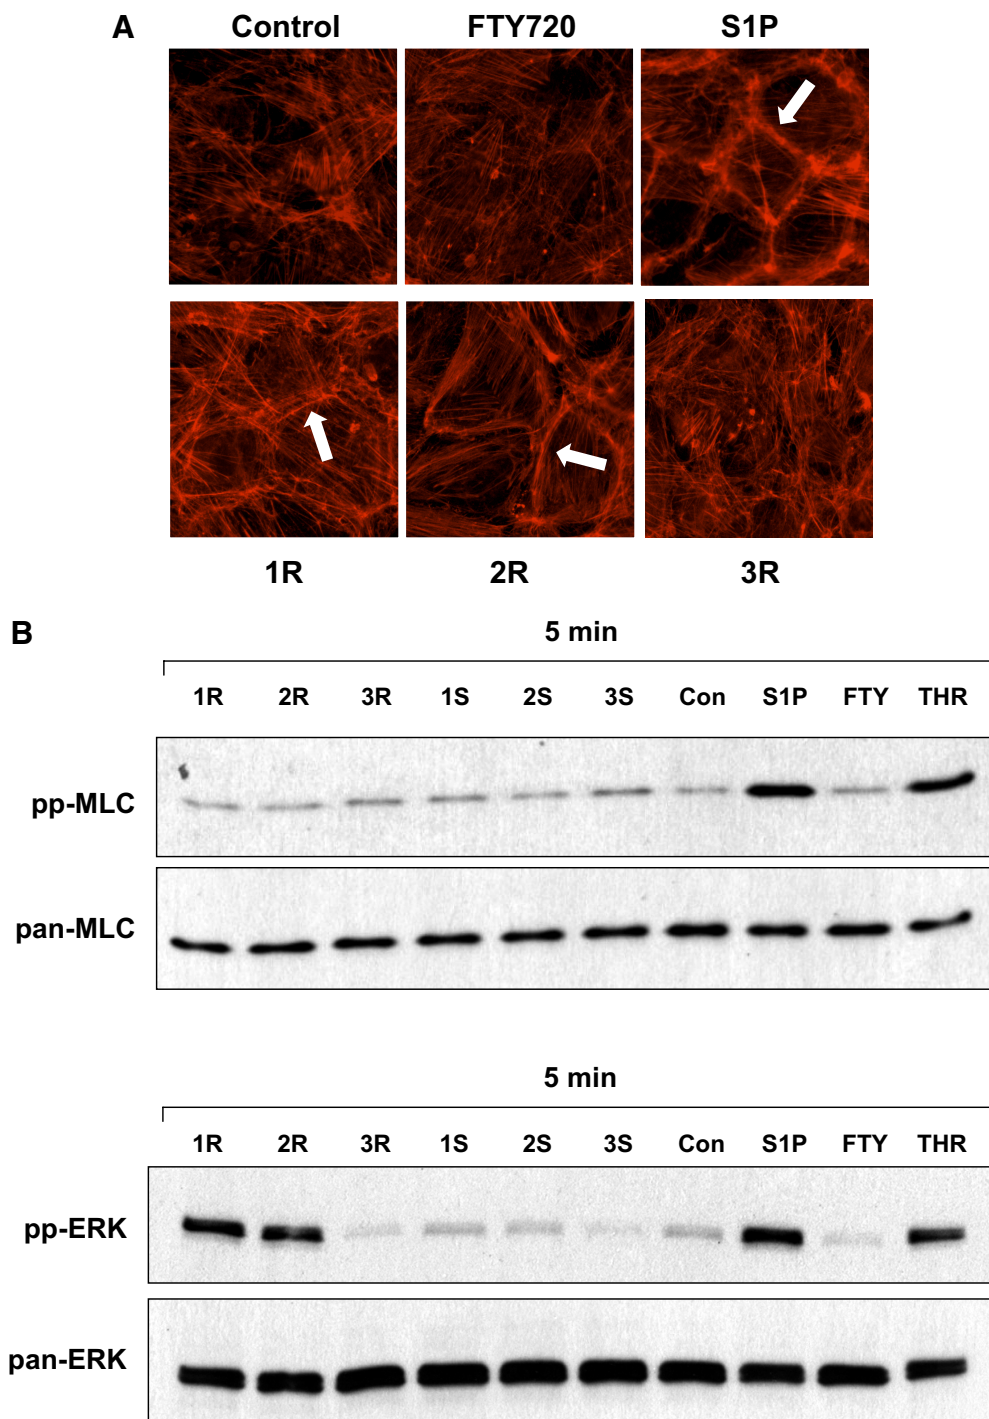 A
Control FTY720 S1P
1R 2R 3R
B
5 min
1R 2R 3R 1S 2S 3S Con S1P FTY THR
pp-MLC
pan-MLC
5 min
1R 2R 3R 1S 2S 3S Con S1P FTY THR
pp-ERK
pan-ERK